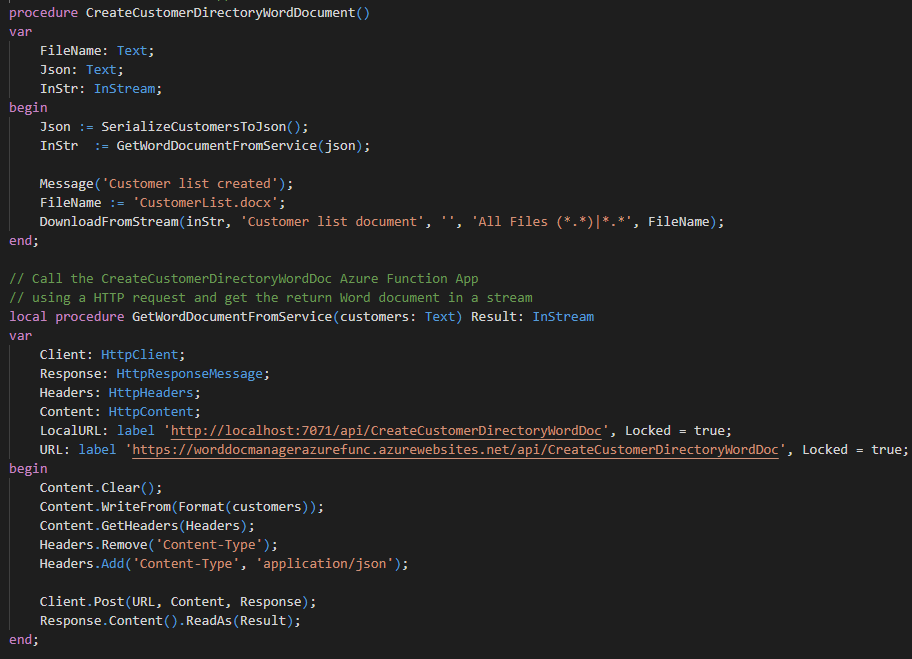 procedure CreateCustomerDirectoryWordDocument()
var
    FileName: Text;
    Json: Text;
    InStr: InStream;
begin
    Json := SerializeCustomersToJson();
    InStr  := GetWordDocumentFromService(json);

    Message('Customer list created');
    FileName := 'CustomerList.docx';
    DownloadFromStream(inStr, 'Customer list document', '', 'All Files (*.*)|*.*', FileName);
end;

// Call the CreateCustomerDirectoryWordDoc Azure Function App
// using a HTTP request and get the return Word document in a stream
local procedure GetWordDocumentFromService(customers: Text) Result: InStream
var
    Client: HttpClient;
    Response: HttpResponseMessage;
    Headers: HttpHeaders;
    Content: HttpContent;
    LocalURL: label 'http://localhost:7071/api/CreateCustomerDirectoryWordDoc', Locked = true;
    URL: label 'https://worddocmanagerazurefunc.azurewebsites.net/api/CreateCustomerDirectoryWordDoc', Locked = true;
begin
    Content.Clear();
    Content.WriteFrom(Format(customers));
    Content.GetHeaders(Headers);
    Headers.Remove('Content-Type');
    Headers.Add('Content-Type', 'application/json');

    Client.Post(URL, Content, Response);
    Response.Content().ReadAs(Result);
end;